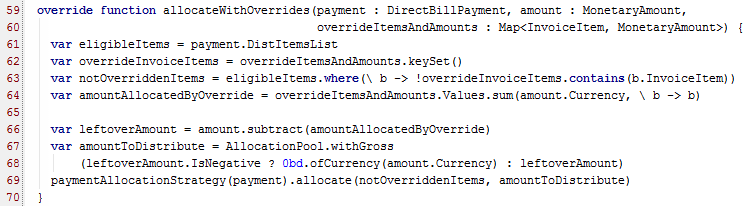 59 override function allocateWithOverrides(payment : DirectBillPayment, amount : MonetaryAmount,
60 overrideItemsAndAmounts : Map<InvoiceItem, MonetaryAmount>) {
61 var eligibleItems = payment.DistItemsList
62 var overrideInvoiceItems = overrideItemsAndAmounts.keySet()
63 var notOverriddenItems = eligibleItems.where(\ b -> !overrideInvoiceItems.contains(b.InvoiceItem))
64 var amountAllocatedByOverride = overrideItemsAndAmounts.Values.sum(amount.Currency, \ b -> b)
65
66 var leftoverAmount = amount.subtract(amountAllocatedByOverride)
67 var amountToDistribute = AllocationPool.withGross
68 (leftoverAmount.IsNegative ? 0bd.ofCurrency(amount.Currency) : leftoverAmount)
69 paymentAllocationStrategy(payment).allocate(notOverriddenItems, amountToDistribute)
70 }